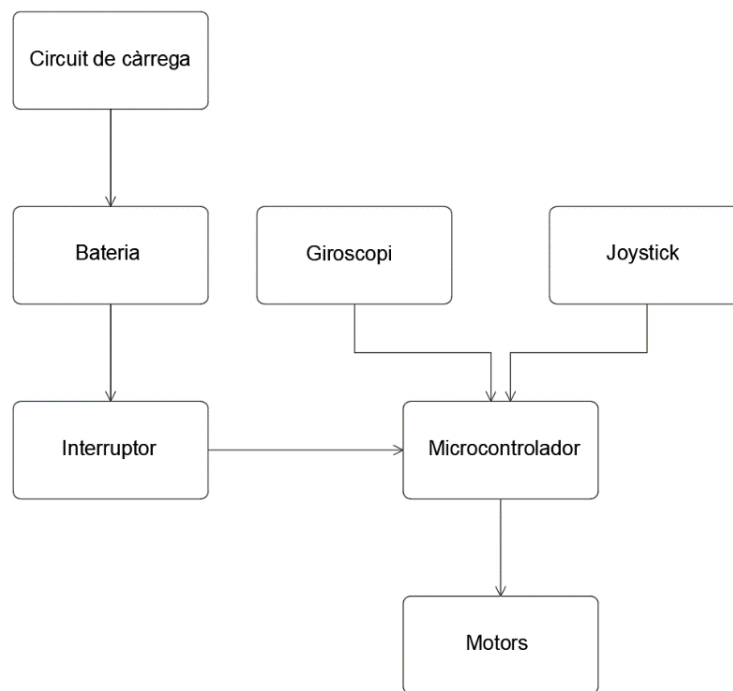 Circuit de càrrega
Bateria
Giroscopi
Joystick
Interruptor
Microcontrolador
Motors